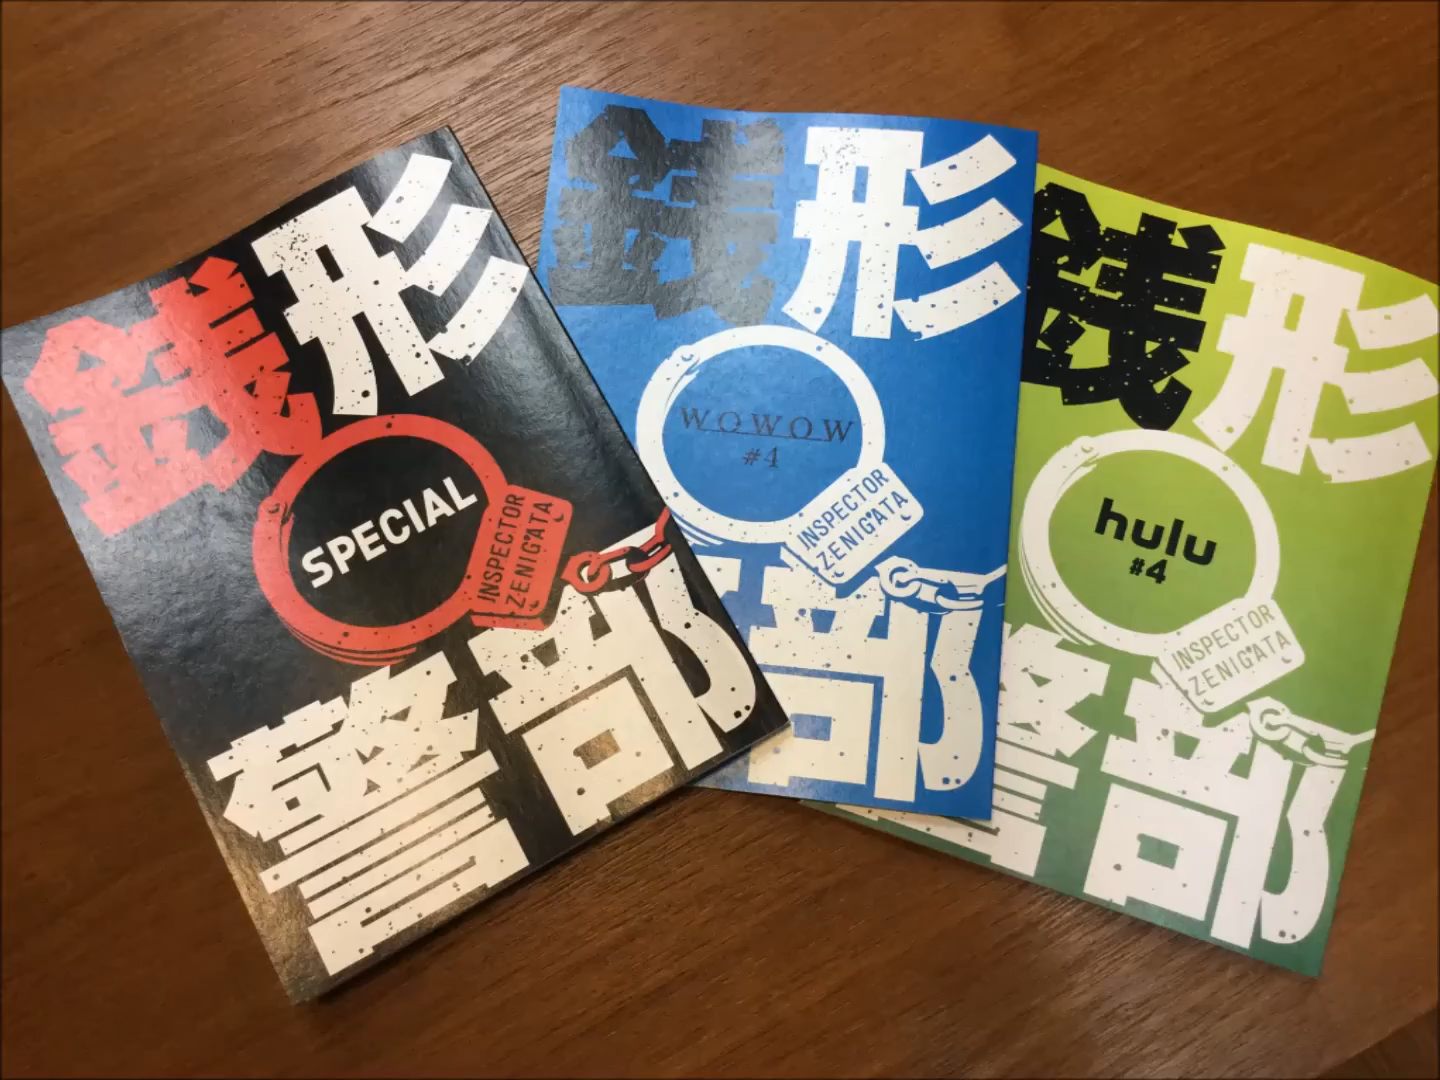 銭形
SPECIAL
INSPECTOR
ZENIGATA
警部
銭形
WOWOW
#4
INSPECTOR
ZENIGATA
部
銭形
hulu
#4
INSPECTOR
ZENIGATA
警部